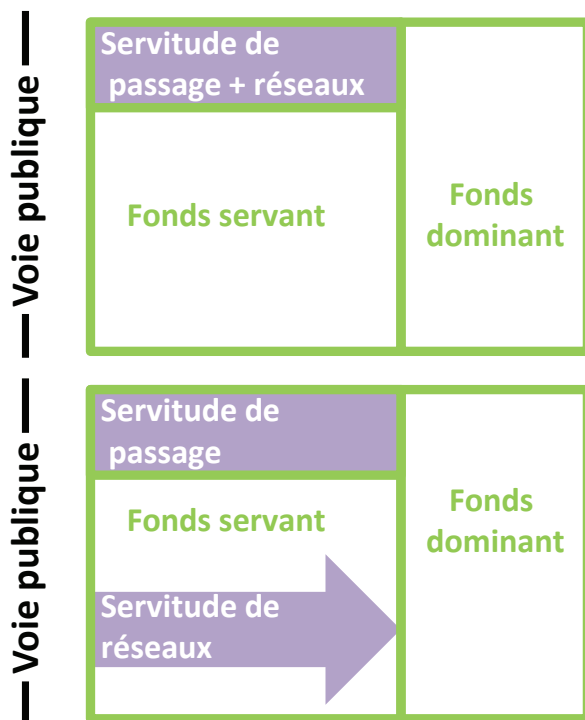 Voie publique
Servitude de
passage + réseaux
Fonds servant
Fonds
dominant
Voie publique
Servitude de
passage
Fonds servant
Fonds
dominant
Servitude de
réseaux